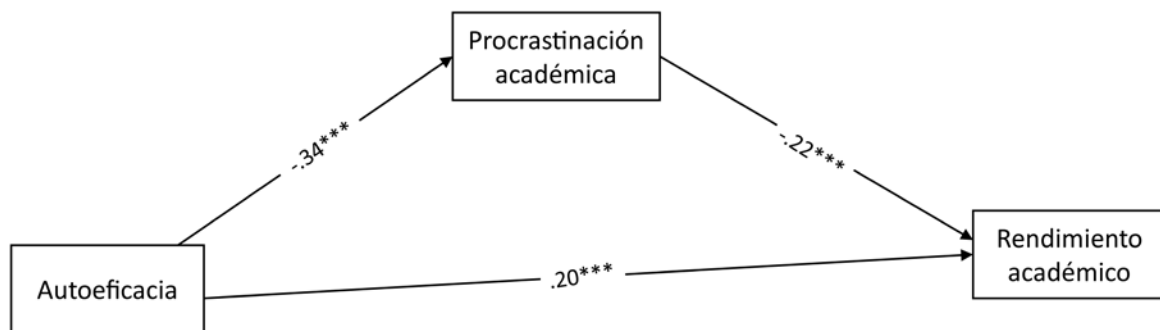 Procrastinación
académica
-.34***
-.22***
Rendimiento
académico
.20***
Autoeficacia